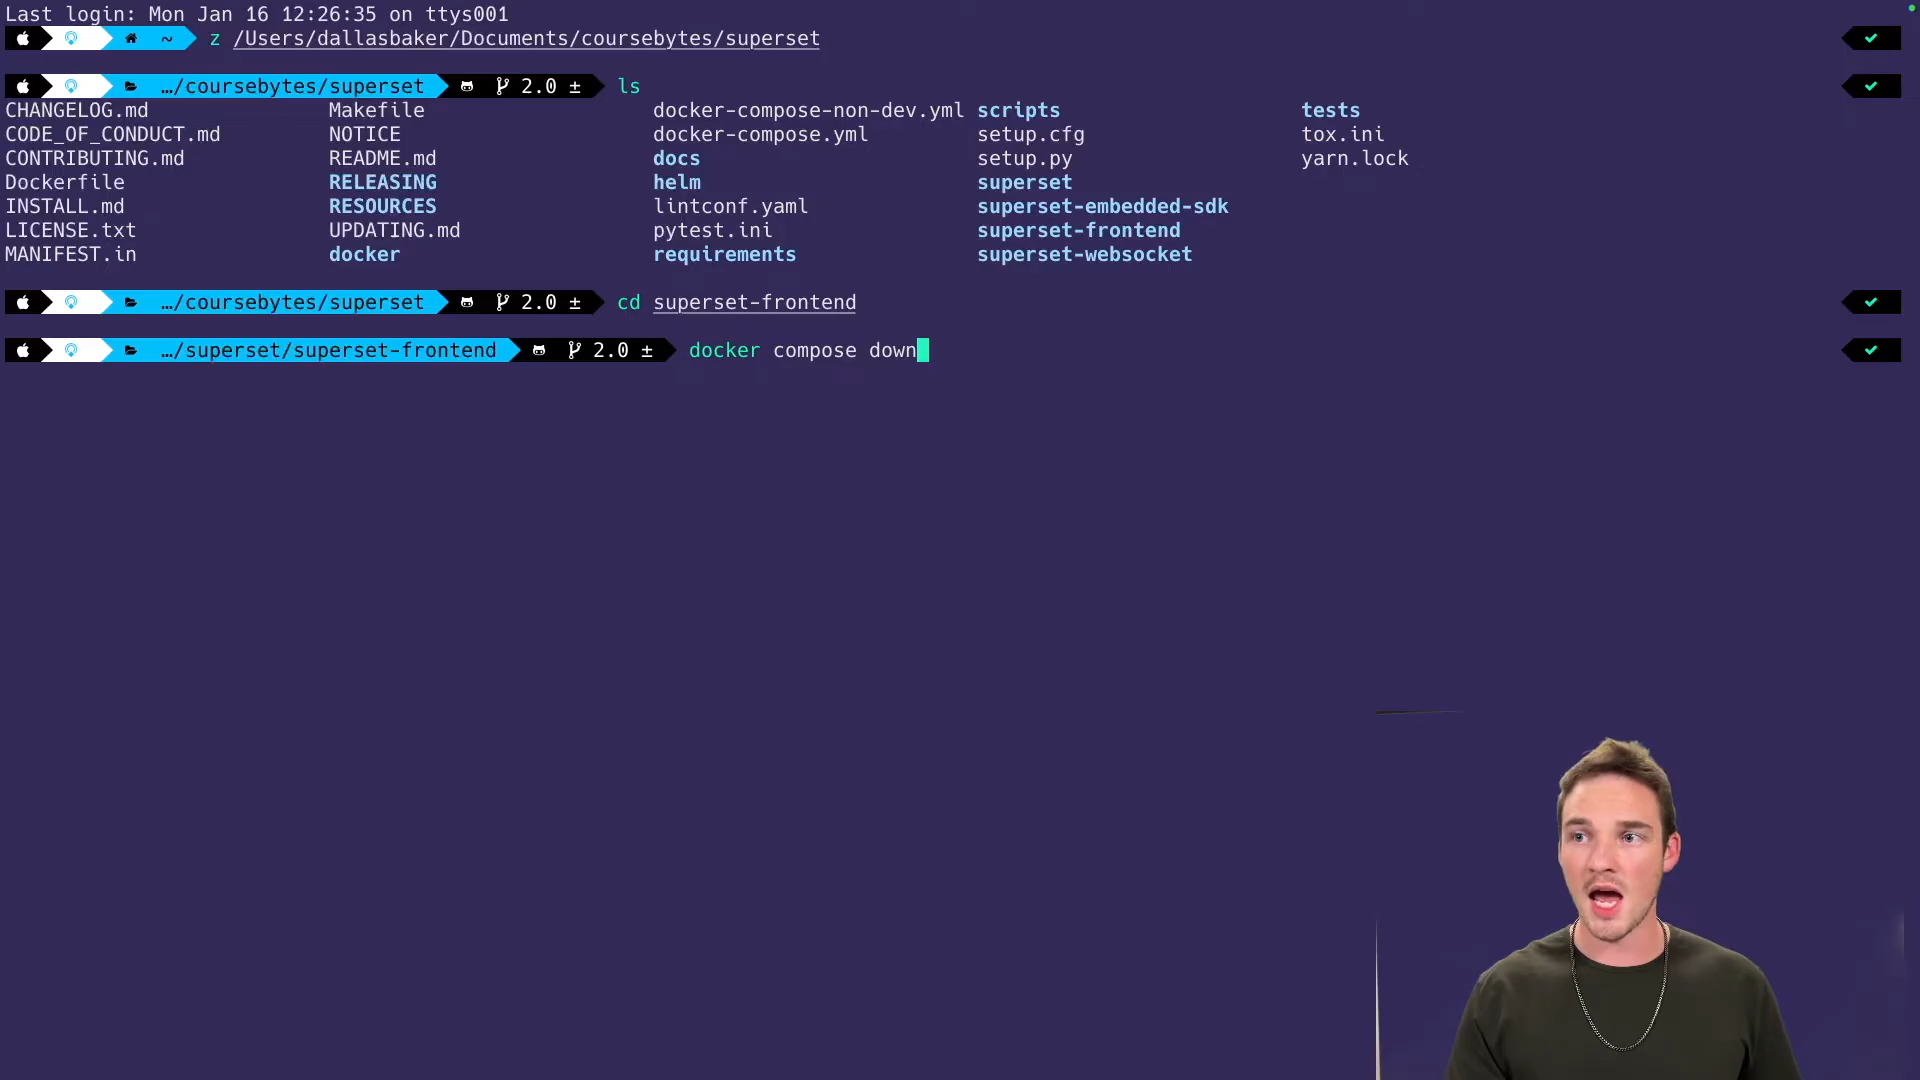 Last login: Mon Jan 16 12:26:35 on ttys001
~ z /Users/dallasbaker/Documents/coursebytes/superset
…/coursebytes/superset 2.0 ± ls
CHANGELOG.md Makefile docker-compose-non-dev.yml scripts tests
CODE_OF_CONDUCT.md NOTICE docker-compose.yml setup.cfg tox.ini
CONTRIBUTING.md README.md docs setup.py yarn.lock
Dockerfile RELEASING helm superset
INSTALL.md RESOURCES lintconf.yaml superset-embedded-sdk
LICENSE.txt UPDATING.md pytest.ini superset-frontend
MANIFEST.in docker requirements superset-websocket
…/coursebytes/superset 2.0 ± cd superset-frontend
…/superset/superset-frontend 2.0 ± docker compose down